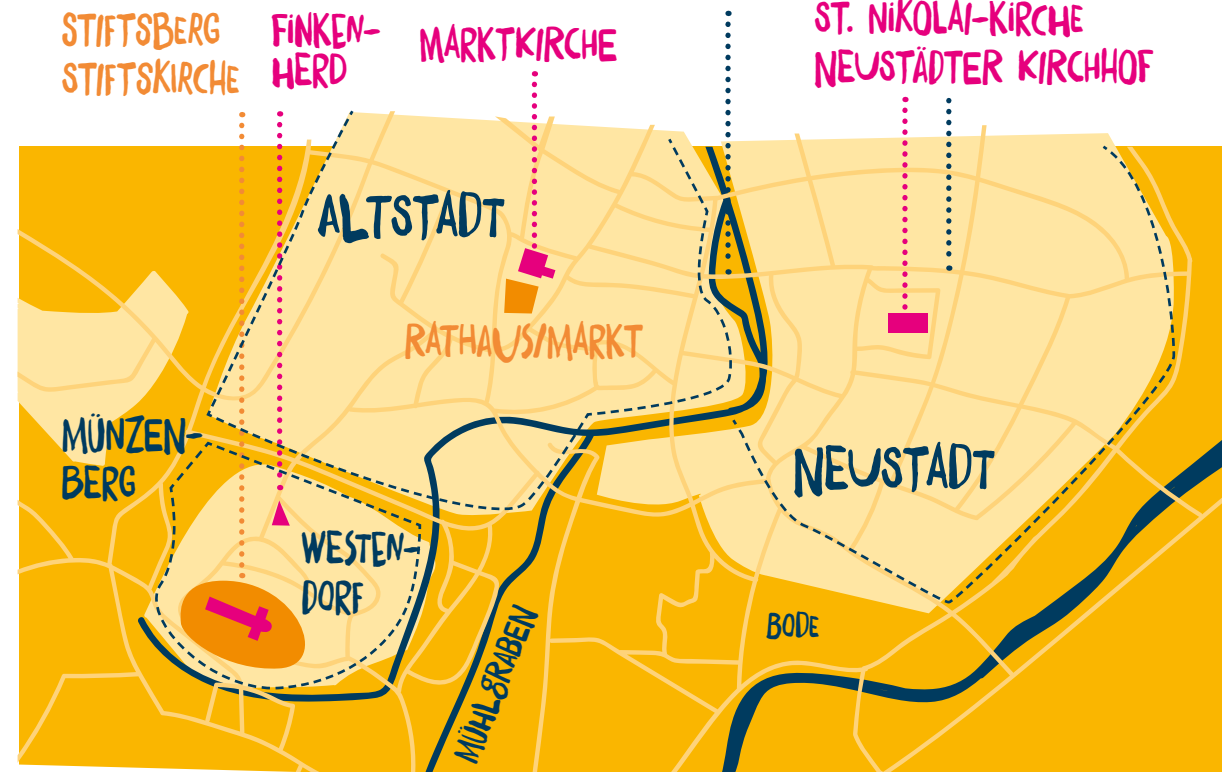 STIFTSBERG
STIFTSKIRCHE
FINKEN-
HERD
MARKTKIRCHE
ST. NIKOLAI-KIRCHE
NEUSTÄDTER KIRCHHOF
ALTSTADT
RATHAUS/MARKT
MÜNZEN-
BERG
NEUSTADT
WESTEN-
DORF
BODE
MÜHLGRABEN